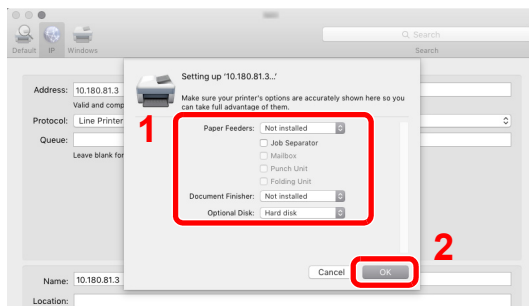 Search
Default IP Windows Search
Setting up '10.180.81.3...'
Make sure your printer's options are accurately shown here so you
can take full advantage of them.
Address: 10.180.81.3
Valid and comp
Protocol: Line Printer
Queue:
Leave blank for
1
Paper Feeders: Not installed
Job Separator
Mailbox
Punch Unit
Folding Unit
Document Finisher: Not installed
Optional Disk: Hard disk
2
Cancel OK
Name: 10.180.81.3
Location: